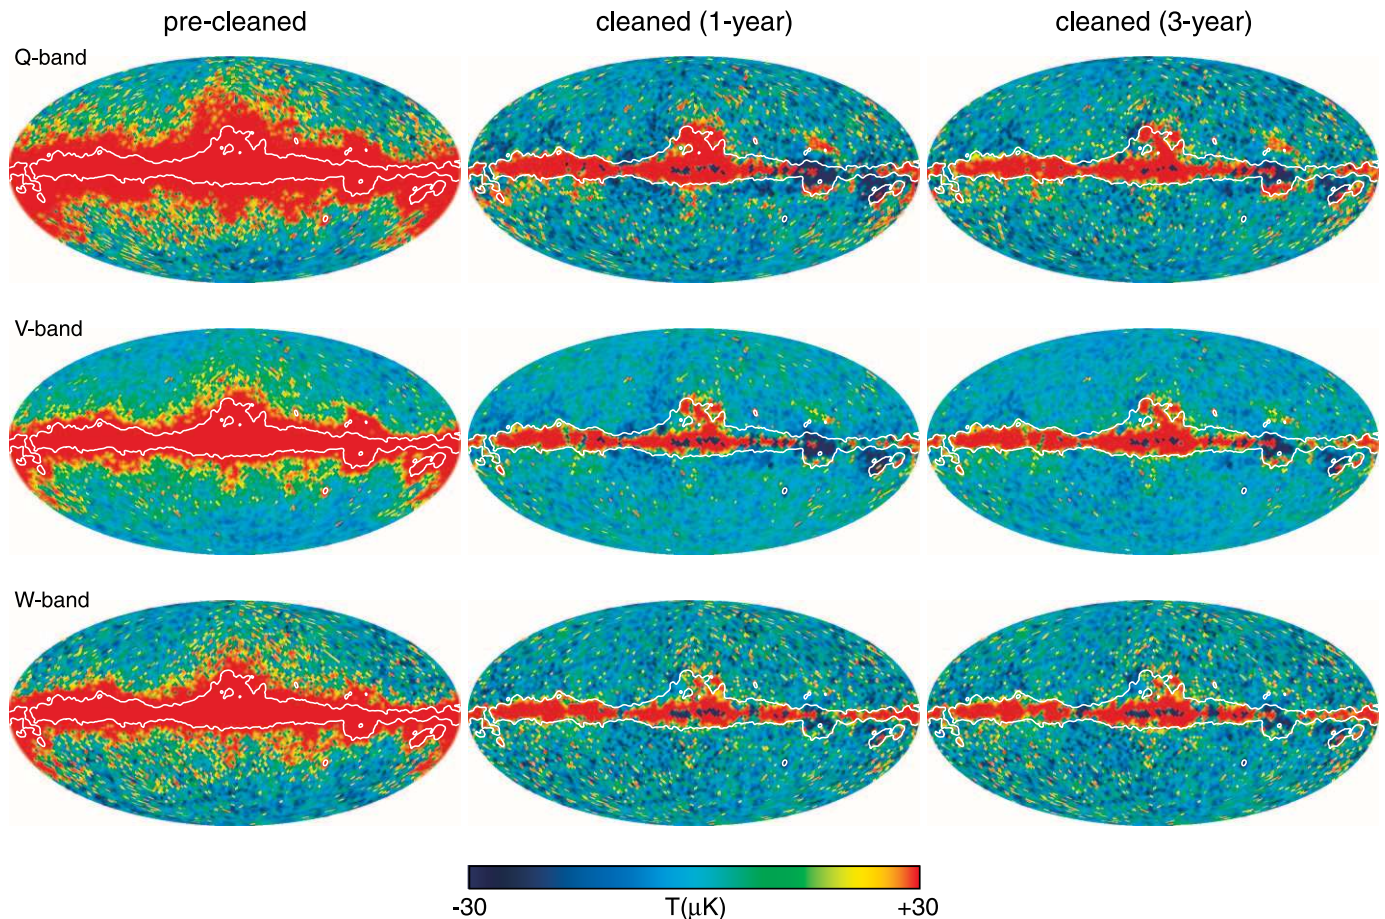 pre-cleaned cleaned (1-year) cleaned (3-year)
Q-band
V-band
W-band
-30 T(μK) +30